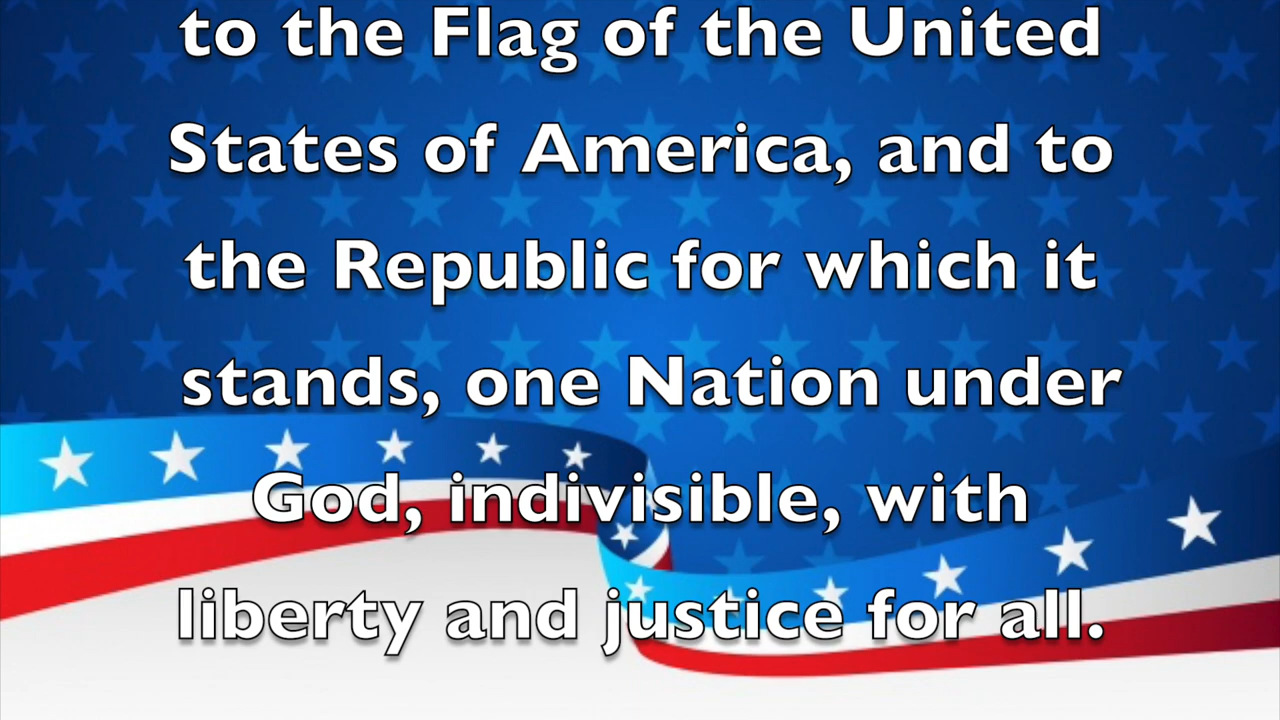 to the Flag of the United
States of America, and to
the Republic for which it
stands, one Nation under
God, indivisible, with
liberty and justice for all.